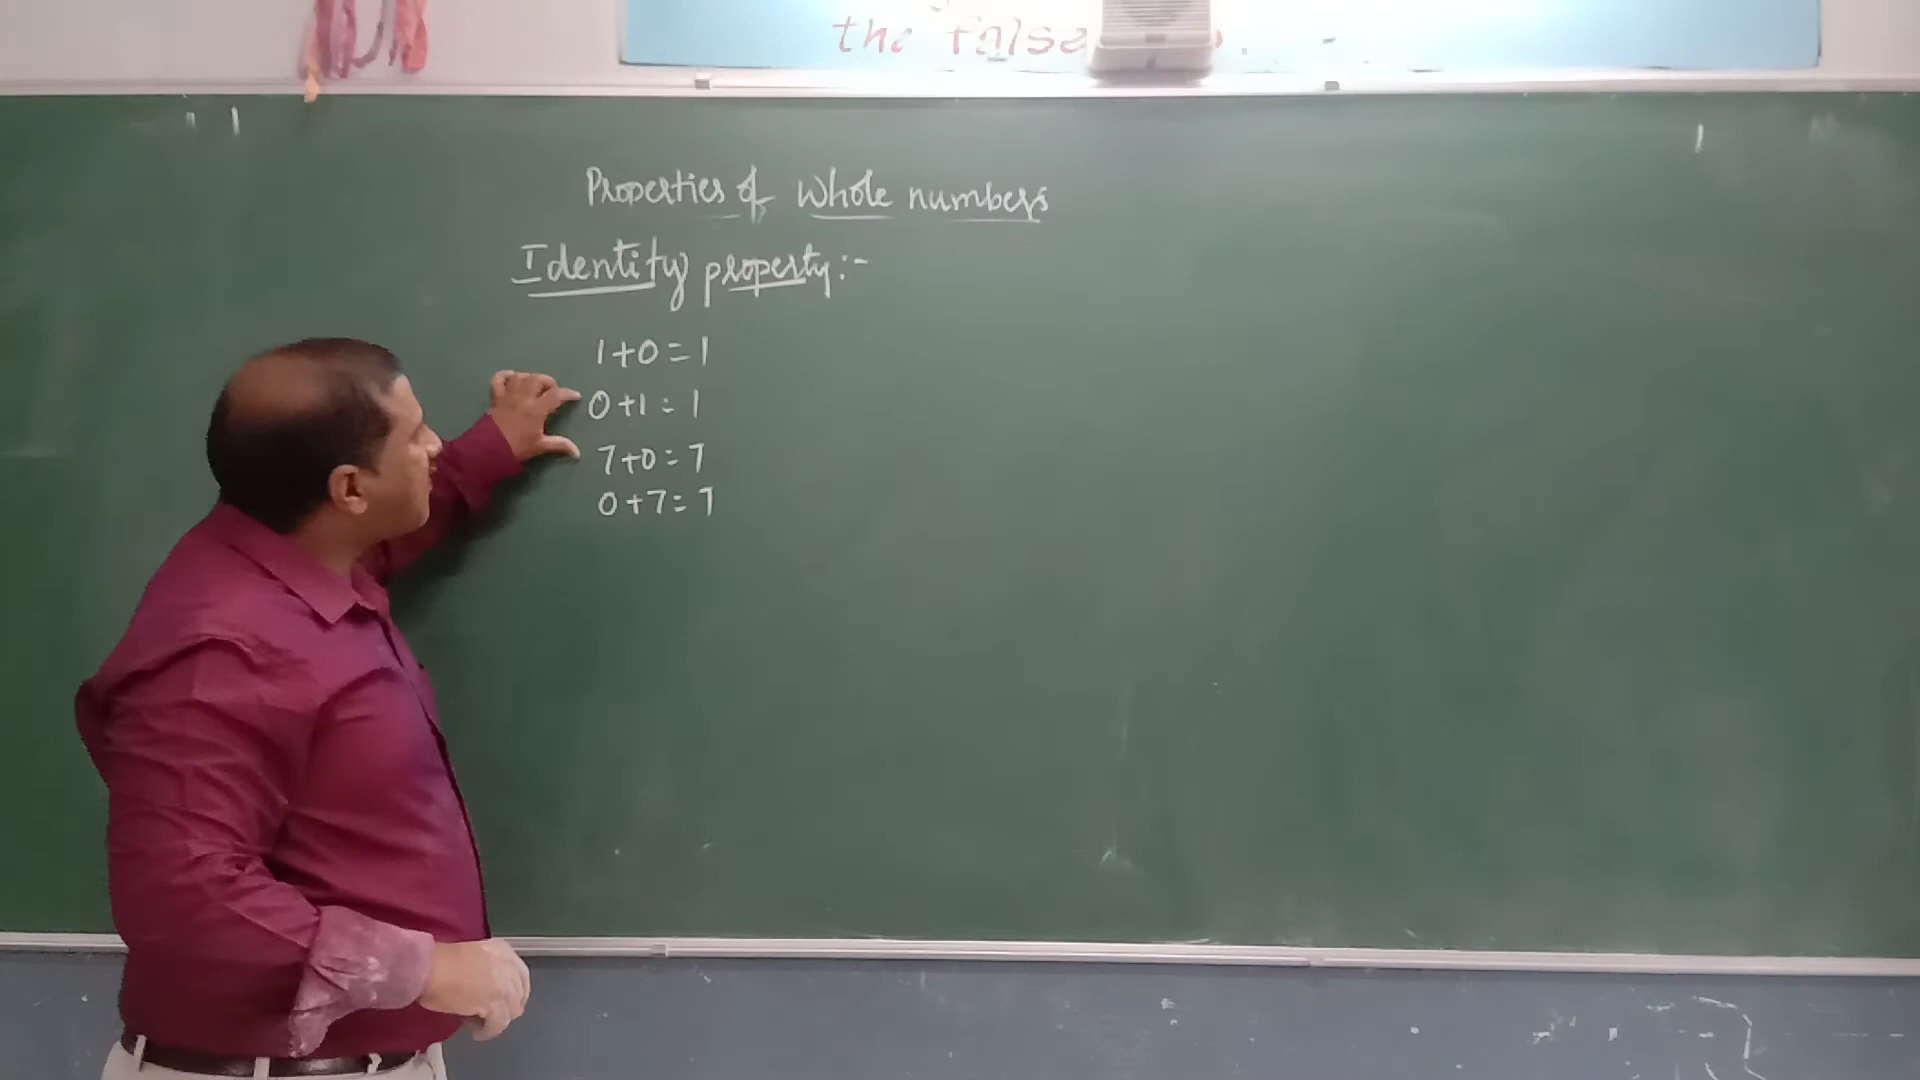 the false
Properties of Whole numbers
Identity property:-
1+0=1
0+1=1
7+0=7
0+7=7